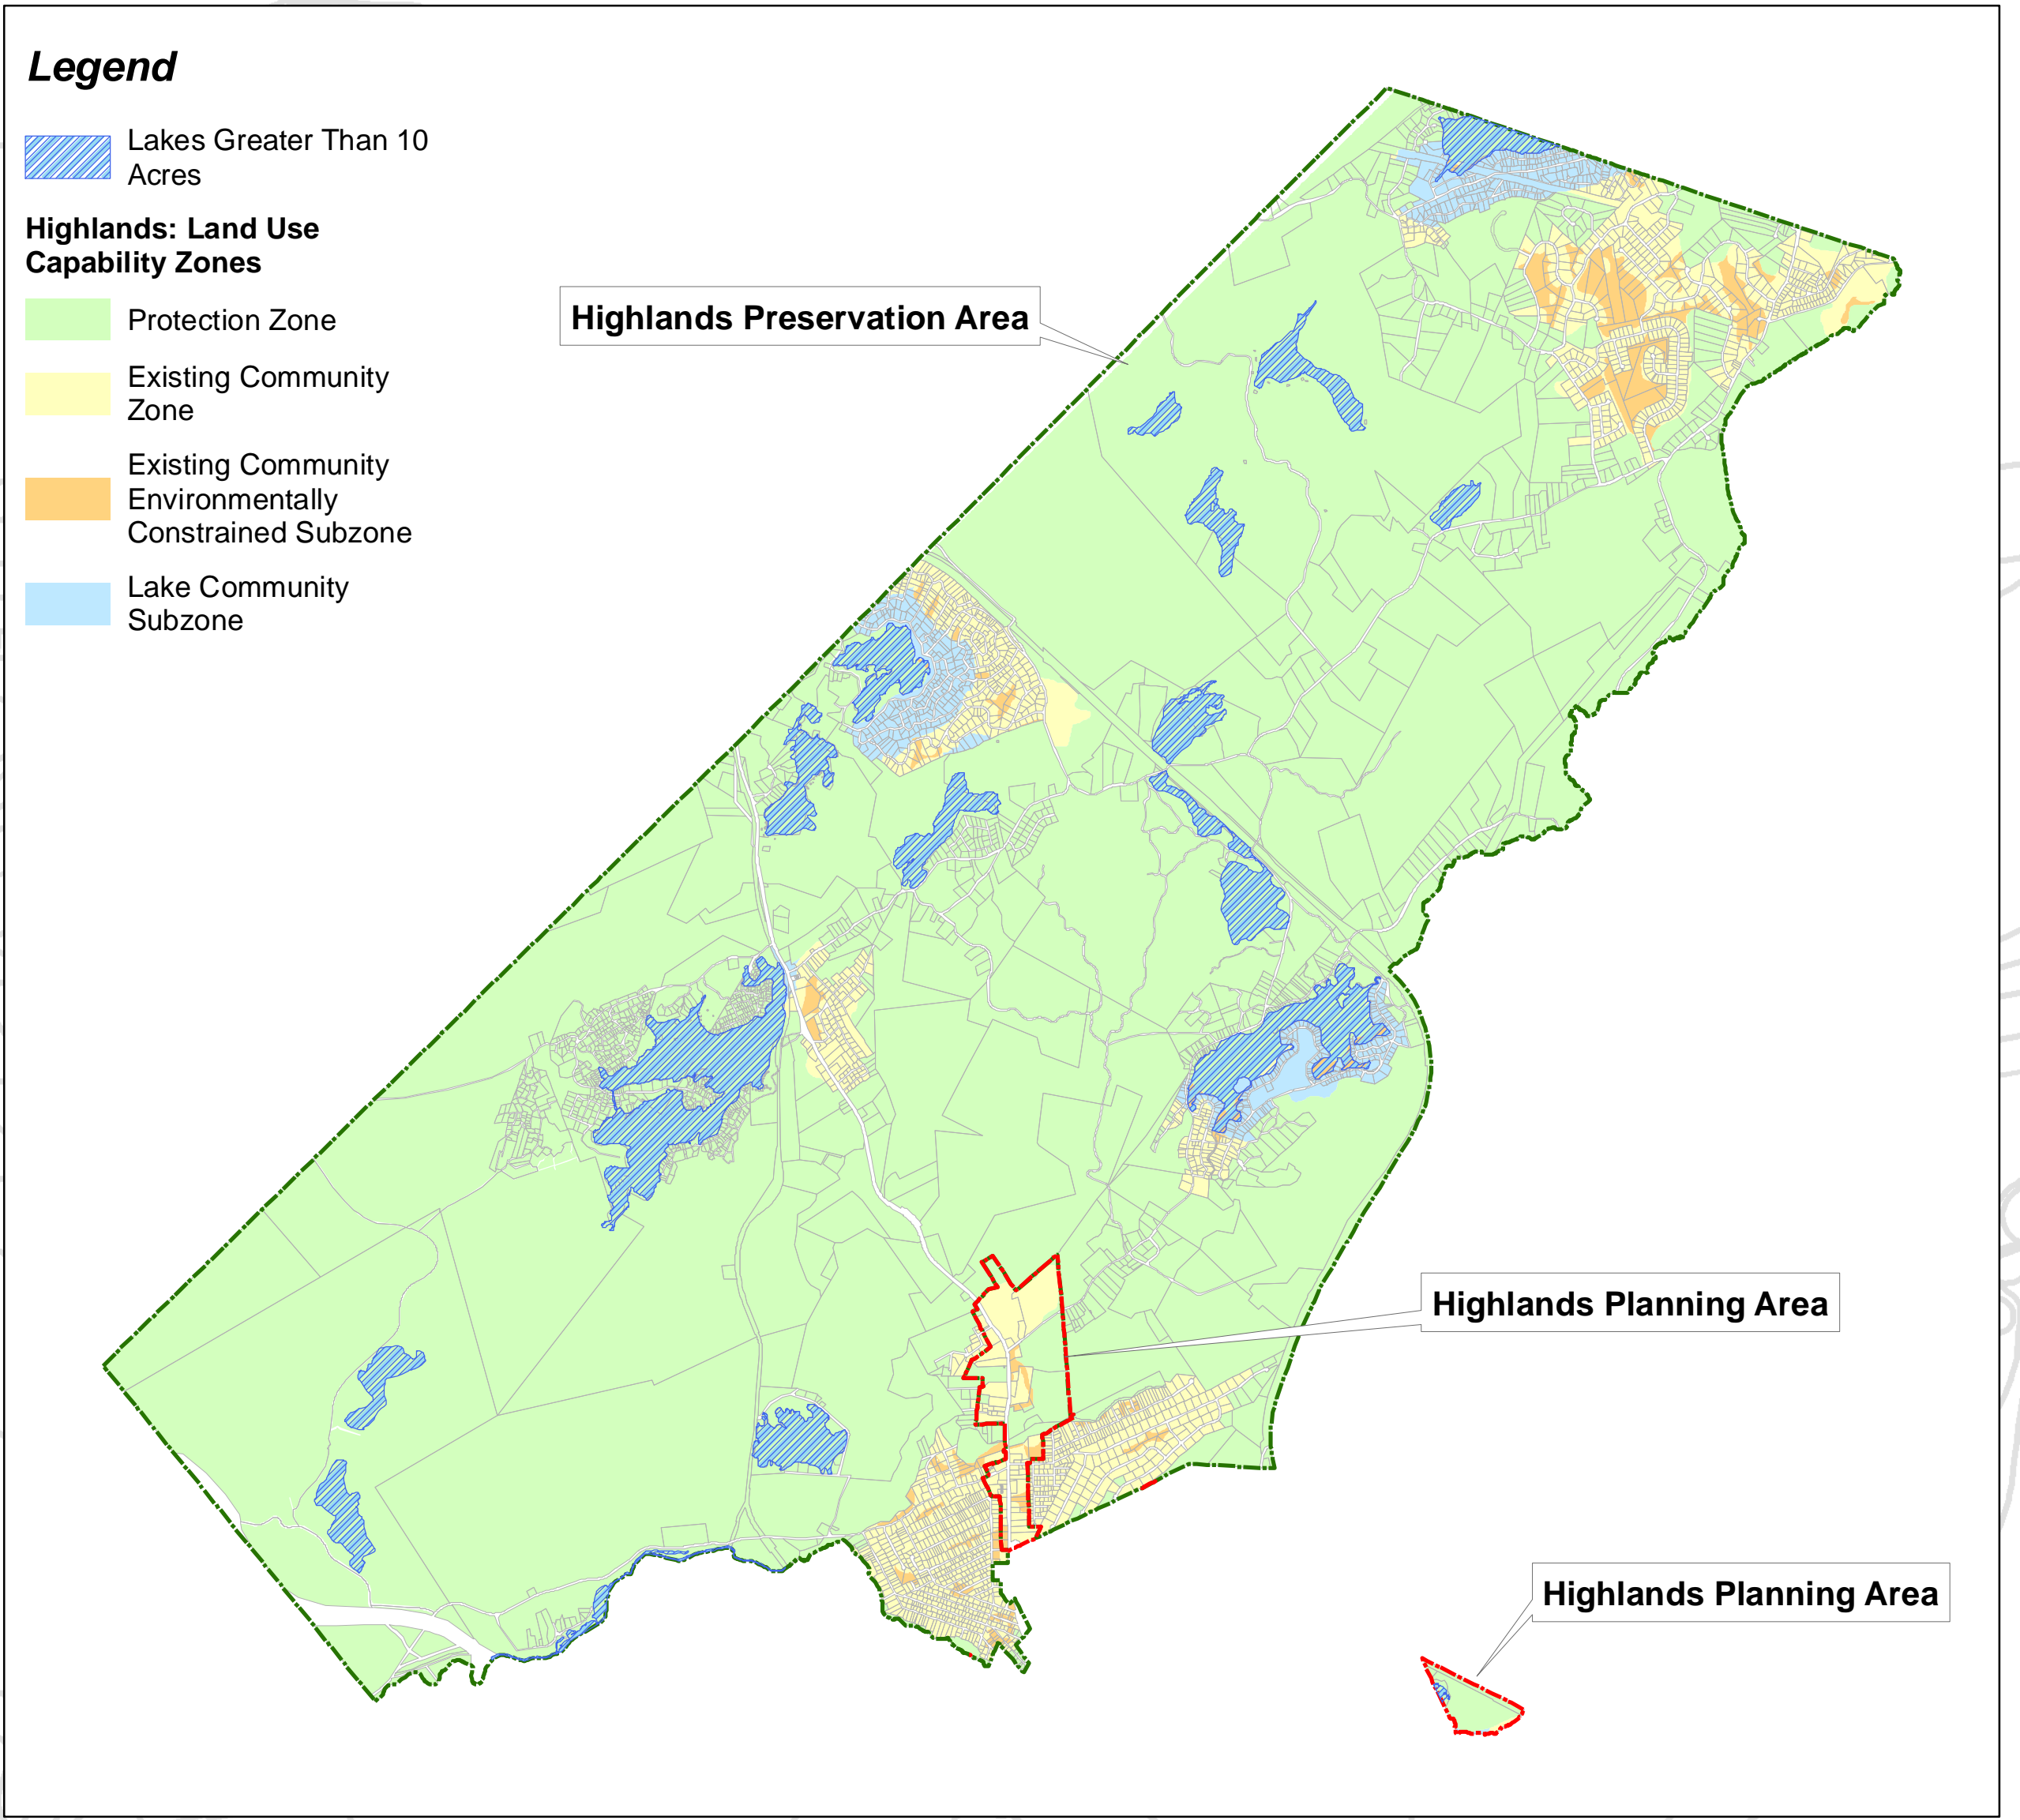 Legend
Lakes Greater Than 10
Acres
Highlands: Land Use
Capability Zones
Protection Zone
Existing Community
Zone
Existing Community
Environmentally
Constrained Subzone
Lake Community
Subzone
Highlands Preservation Area
Highlands Planning Area
Highlands Planning Area